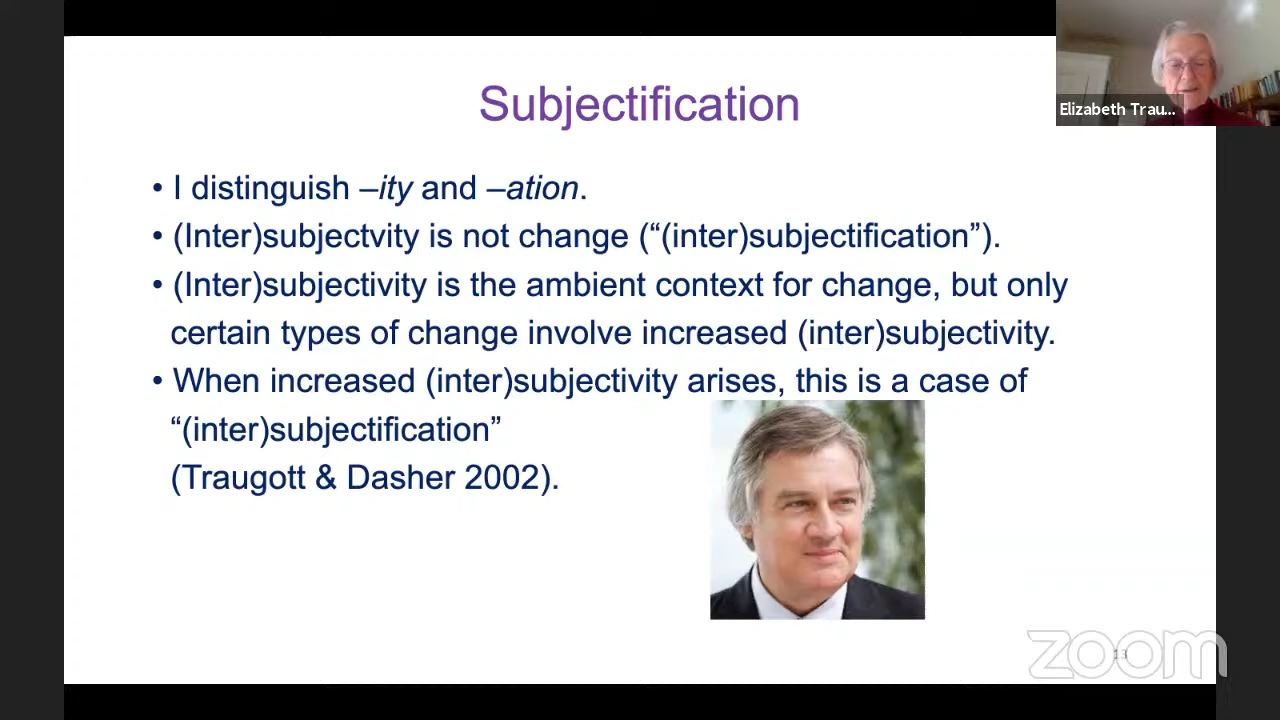 Subjectification
Elizabeth Trau...
• I distinguish –ity and –ation.
• (Inter)subjectvity is not change (“(inter)subjectification”).
• (Inter)subjectivity is the ambient context for change, but only
certain types of change involve increased (inter)subjectivity.
• When increased (inter)subjectivity arises, this is a case of
“(inter)subjectification”
(Traugott & Dasher 2002).
zoom
13